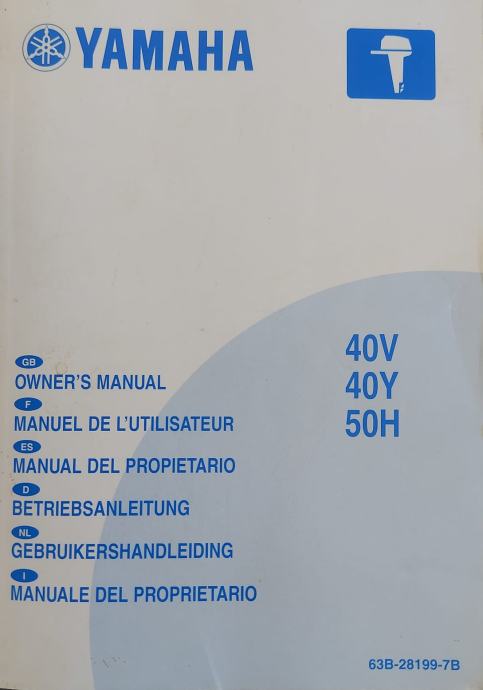 YAMAHA
40V
40Y
50H
GB
OWNER'S MANUAL
F
MANUEL DE L'UTILISATEUR
ES
MANUAL DEL PROPIETARIO
D
BETRIEBSANLEITUNG
NL
GEBRUIKERSHANDLEIDING
I
MANUALE DEL PROPRIETARIO
63B-28199-7B